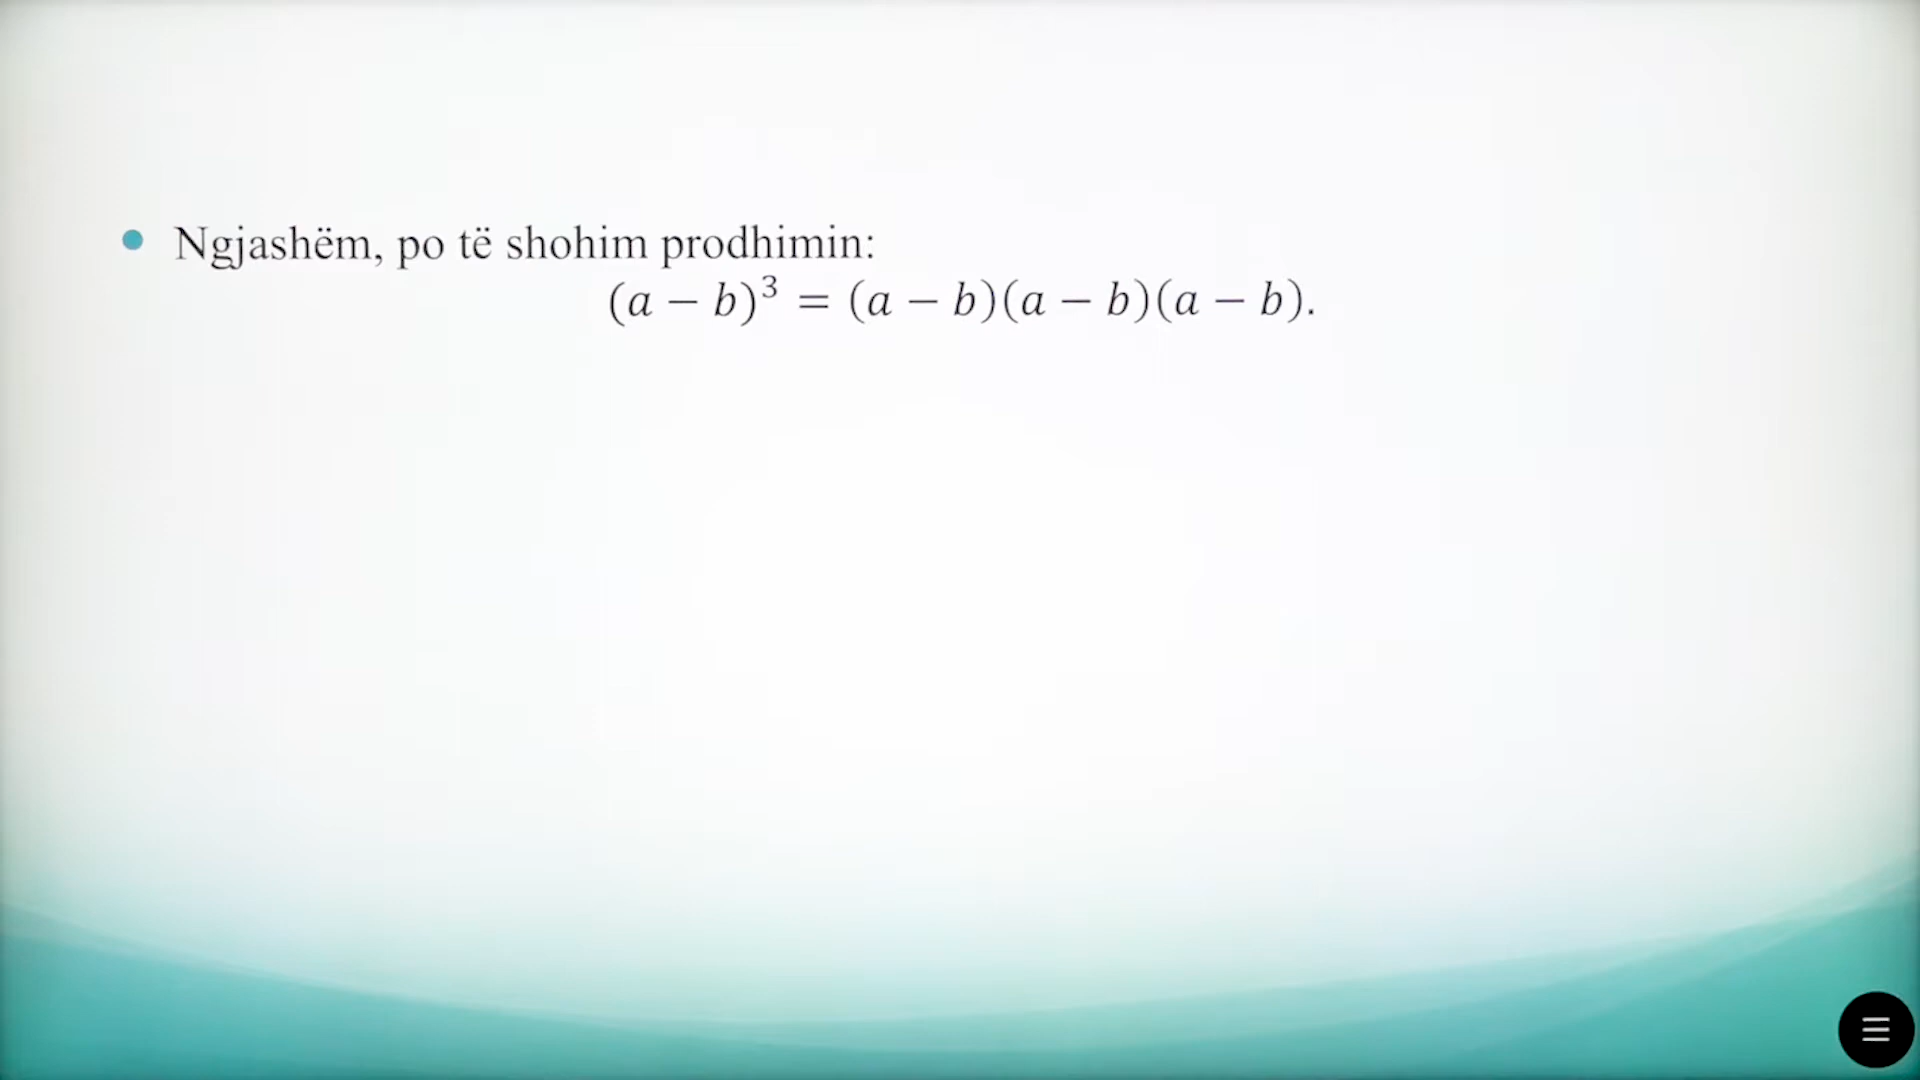 Ngjashëm, po të shohim prodhimin:
(a − b)³ = (a − b)(a − b)(a − b).